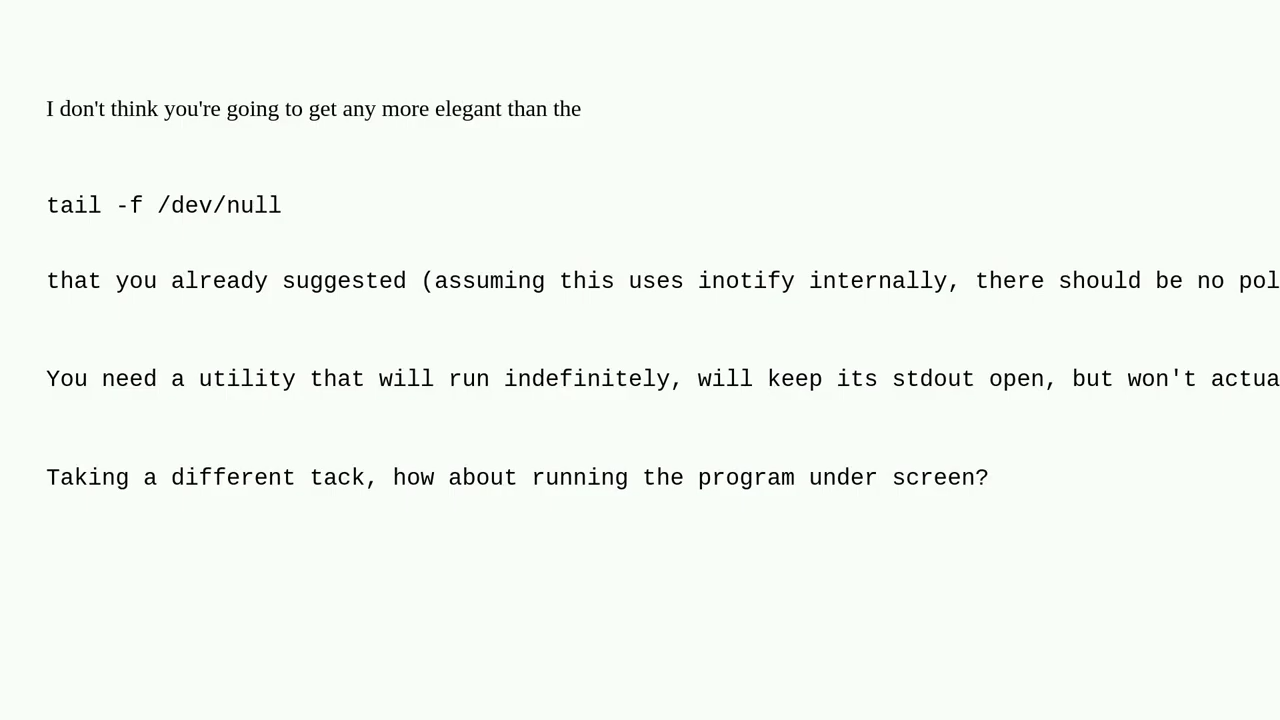 I don't think you're going to get any more elegant than the
tail -f /dev/null
that you already suggested (assuming this uses inotify internally, there should be no pol
You need a utility that will run indefinitely, will keep its stdout open, but won't actua
Taking a different tack, how about running the program under screen?